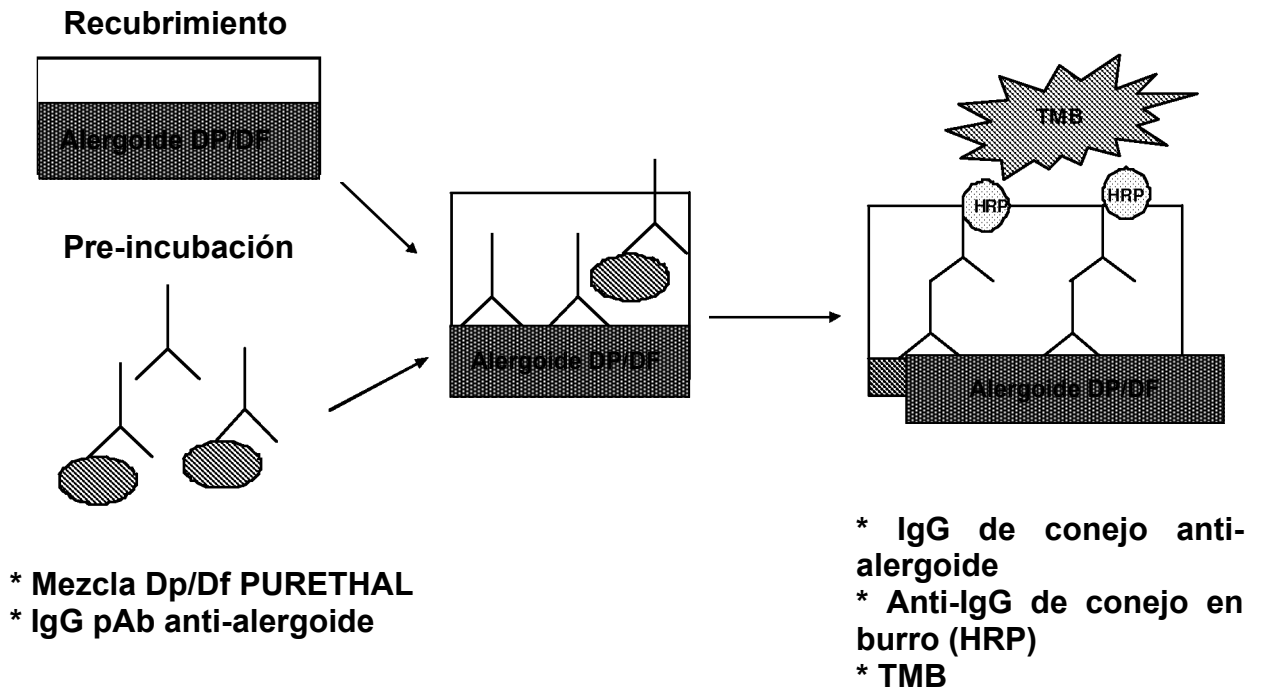 Recubrimiento
Alergoide DP/DF
Pre-incubación
* Mezcla Dp/Df PURETHAL
* IgG pAb anti-alergoide
Alergoide DP/DF
TMB
HRP
HRP
Alergoide DP/DF
* IgG de conejo anti-
alergoide
* Anti-IgG de conejo en
burro (HRP)
* TMB